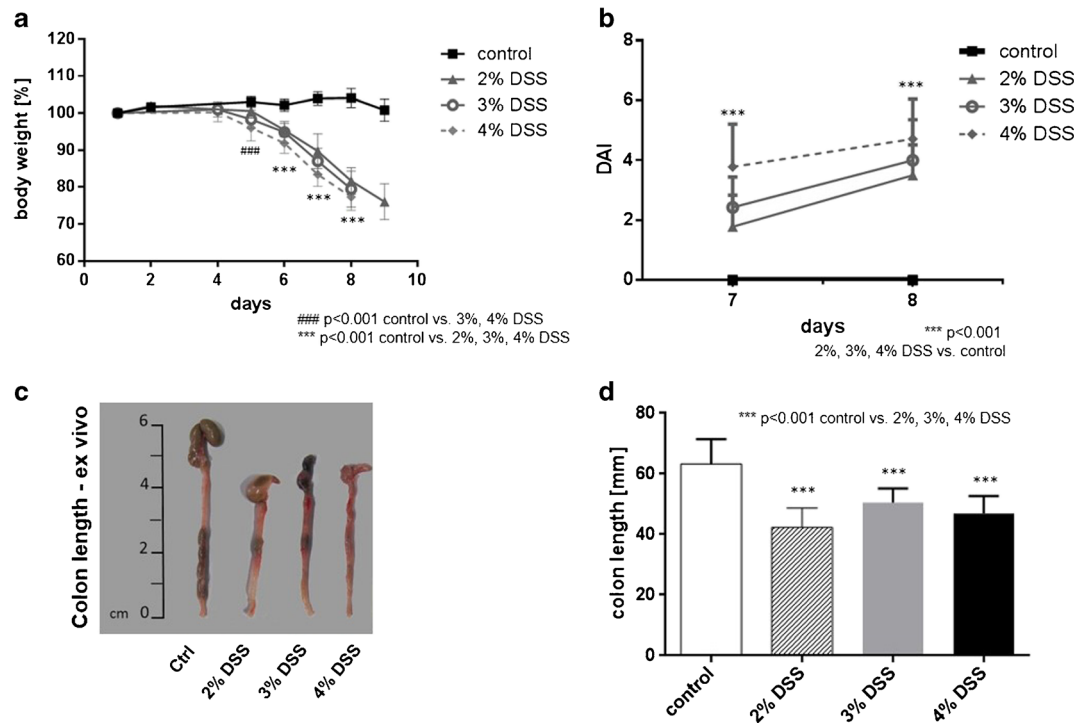 a
120
110
100
90
80
70
60
body weight [%]
0 2 4 6 8 10
days
control
2% DSS
3% DSS
4% DSS
###
***
***
***
### p<0.001 control vs. 3%, 4% DSS
*** p<0.001 control vs. 2%, 3%, 4% DSS
b
8
6
4
2
0
DAI
7 8
days
***
***
control
2% DSS
3% DSS
4% DSS
*** p<0.001
2%, 3%, 4% DSS vs. control
c
Colon length - ex vivo
6
4
2
cm 0
Ctrl
2% DSS
3% DSS
4% DSS
d
80
60
40
20
0
colon length [mm]
*** p<0.001 control vs. 2%, 3%, 4% DSS
***
***
***
control
2% DSS
3% DSS
4% DSS